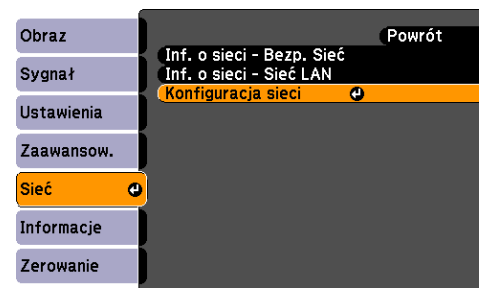 Obraz
Sygnał
Ustawienia
Zaawansow.
Sieć
Informacje
Zerowanie
Powrót
Inf. o sieci - Bezp. Sieć
Inf. o sieci - Sieć LAN
Konfiguracja sieci